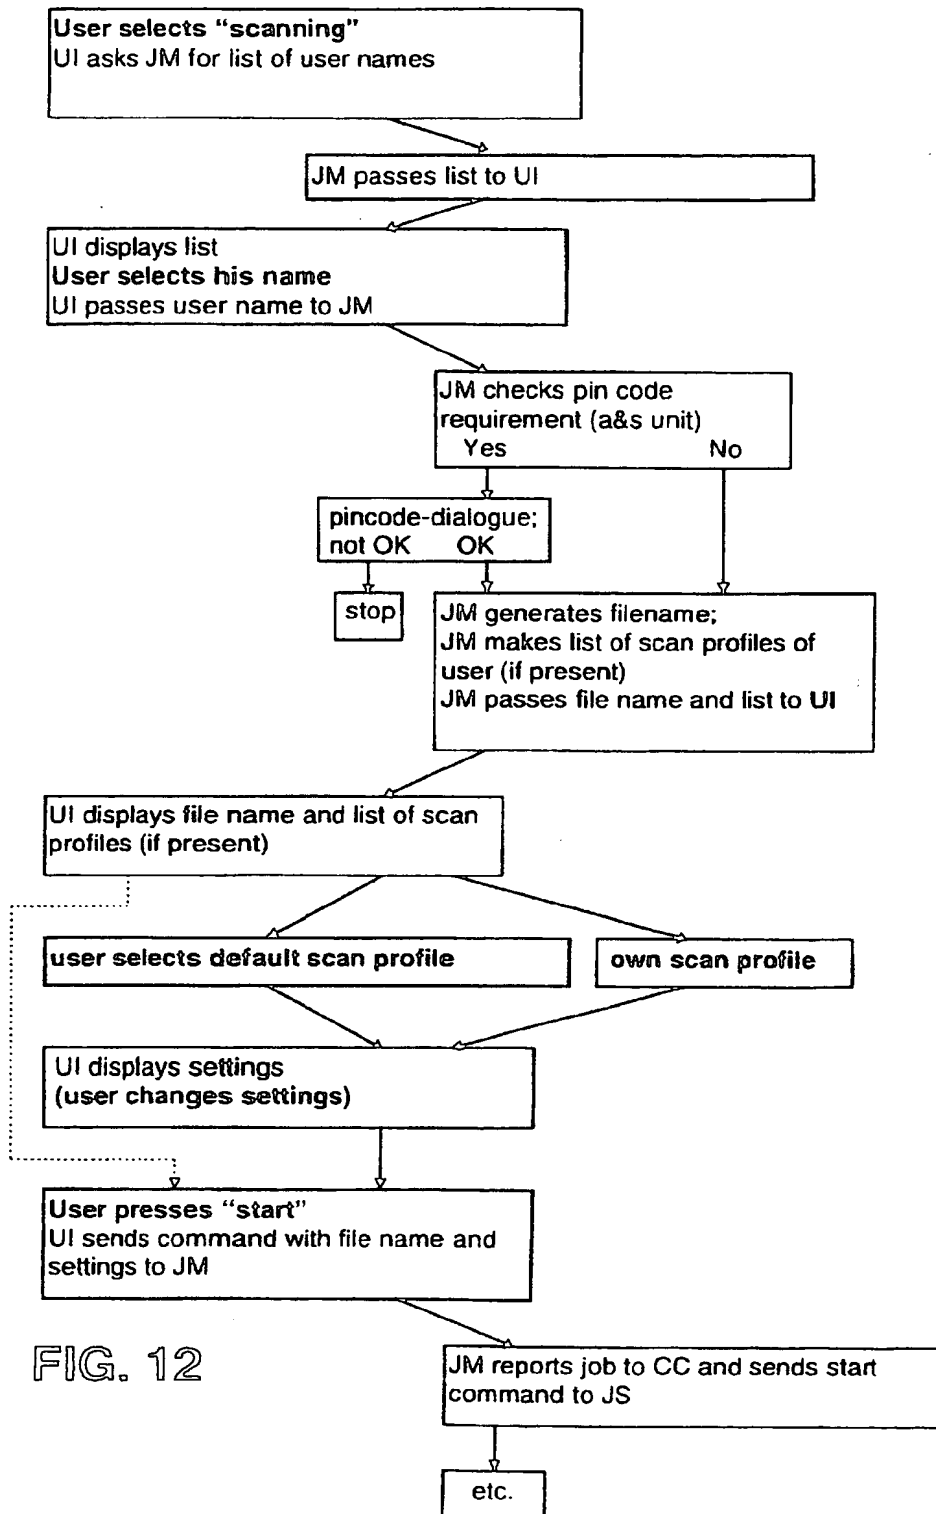 User selects “scanning”
UI asks JM for list of user names
JM passes list to UI
UI displays list
User selects his name
UI passes user name to JM
JM checks pin code
requirement (a&s unit)
Yes No
pincode-dialogue;
not OK OK
stop
JM generates filename;
JM makes list of scan profiles of
user (if present)
JM passes file name and list to UI
UI displays file name and list of scan
profiles (if present)
user selects default scan profile
own scan profile
UI displays settings
(user changes settings)
User presses “start”
UI sends command with file name and
settings to JM
FIG. 12
JM reports job to CC and sends start
command to JS
etc.